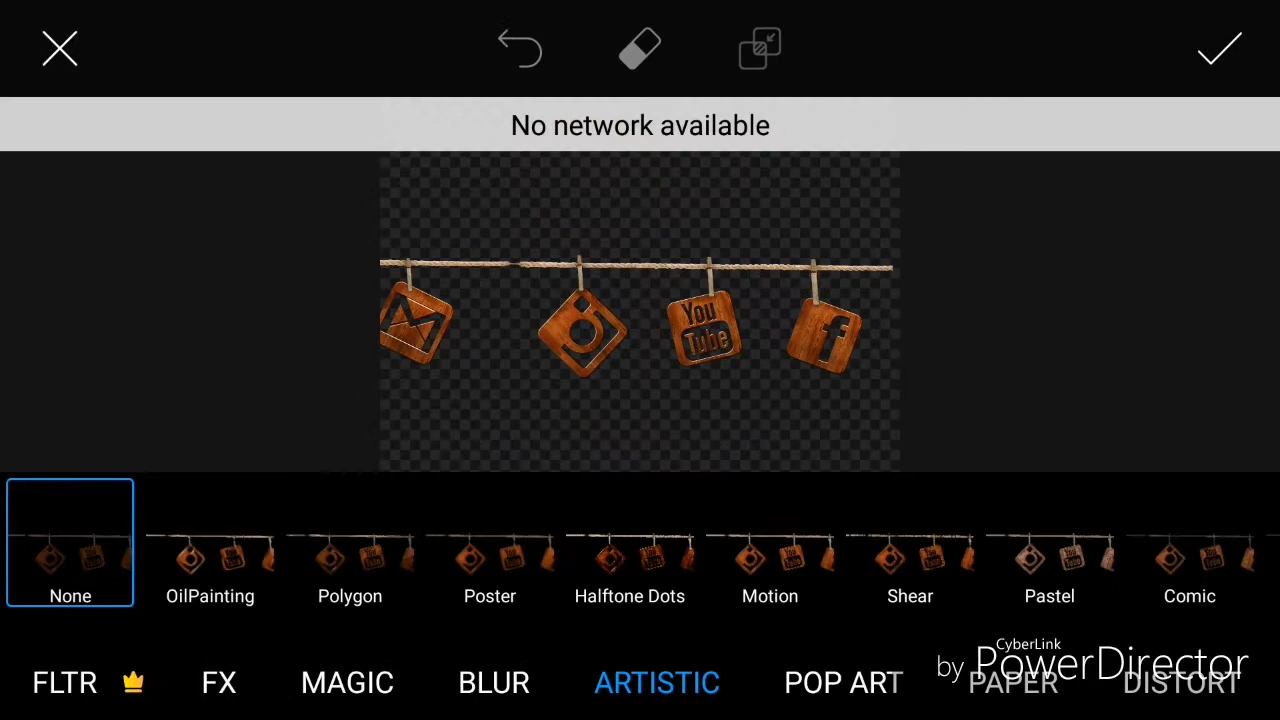 No network available
You
Tube
None OilPainting Polygon Poster Halftone Dots Motion Shear Pastel Comic
CyberLink
by PowerDirector
FLTR FX MAGIC BLUR ARTISTIC POP ART PAPER DISTORT